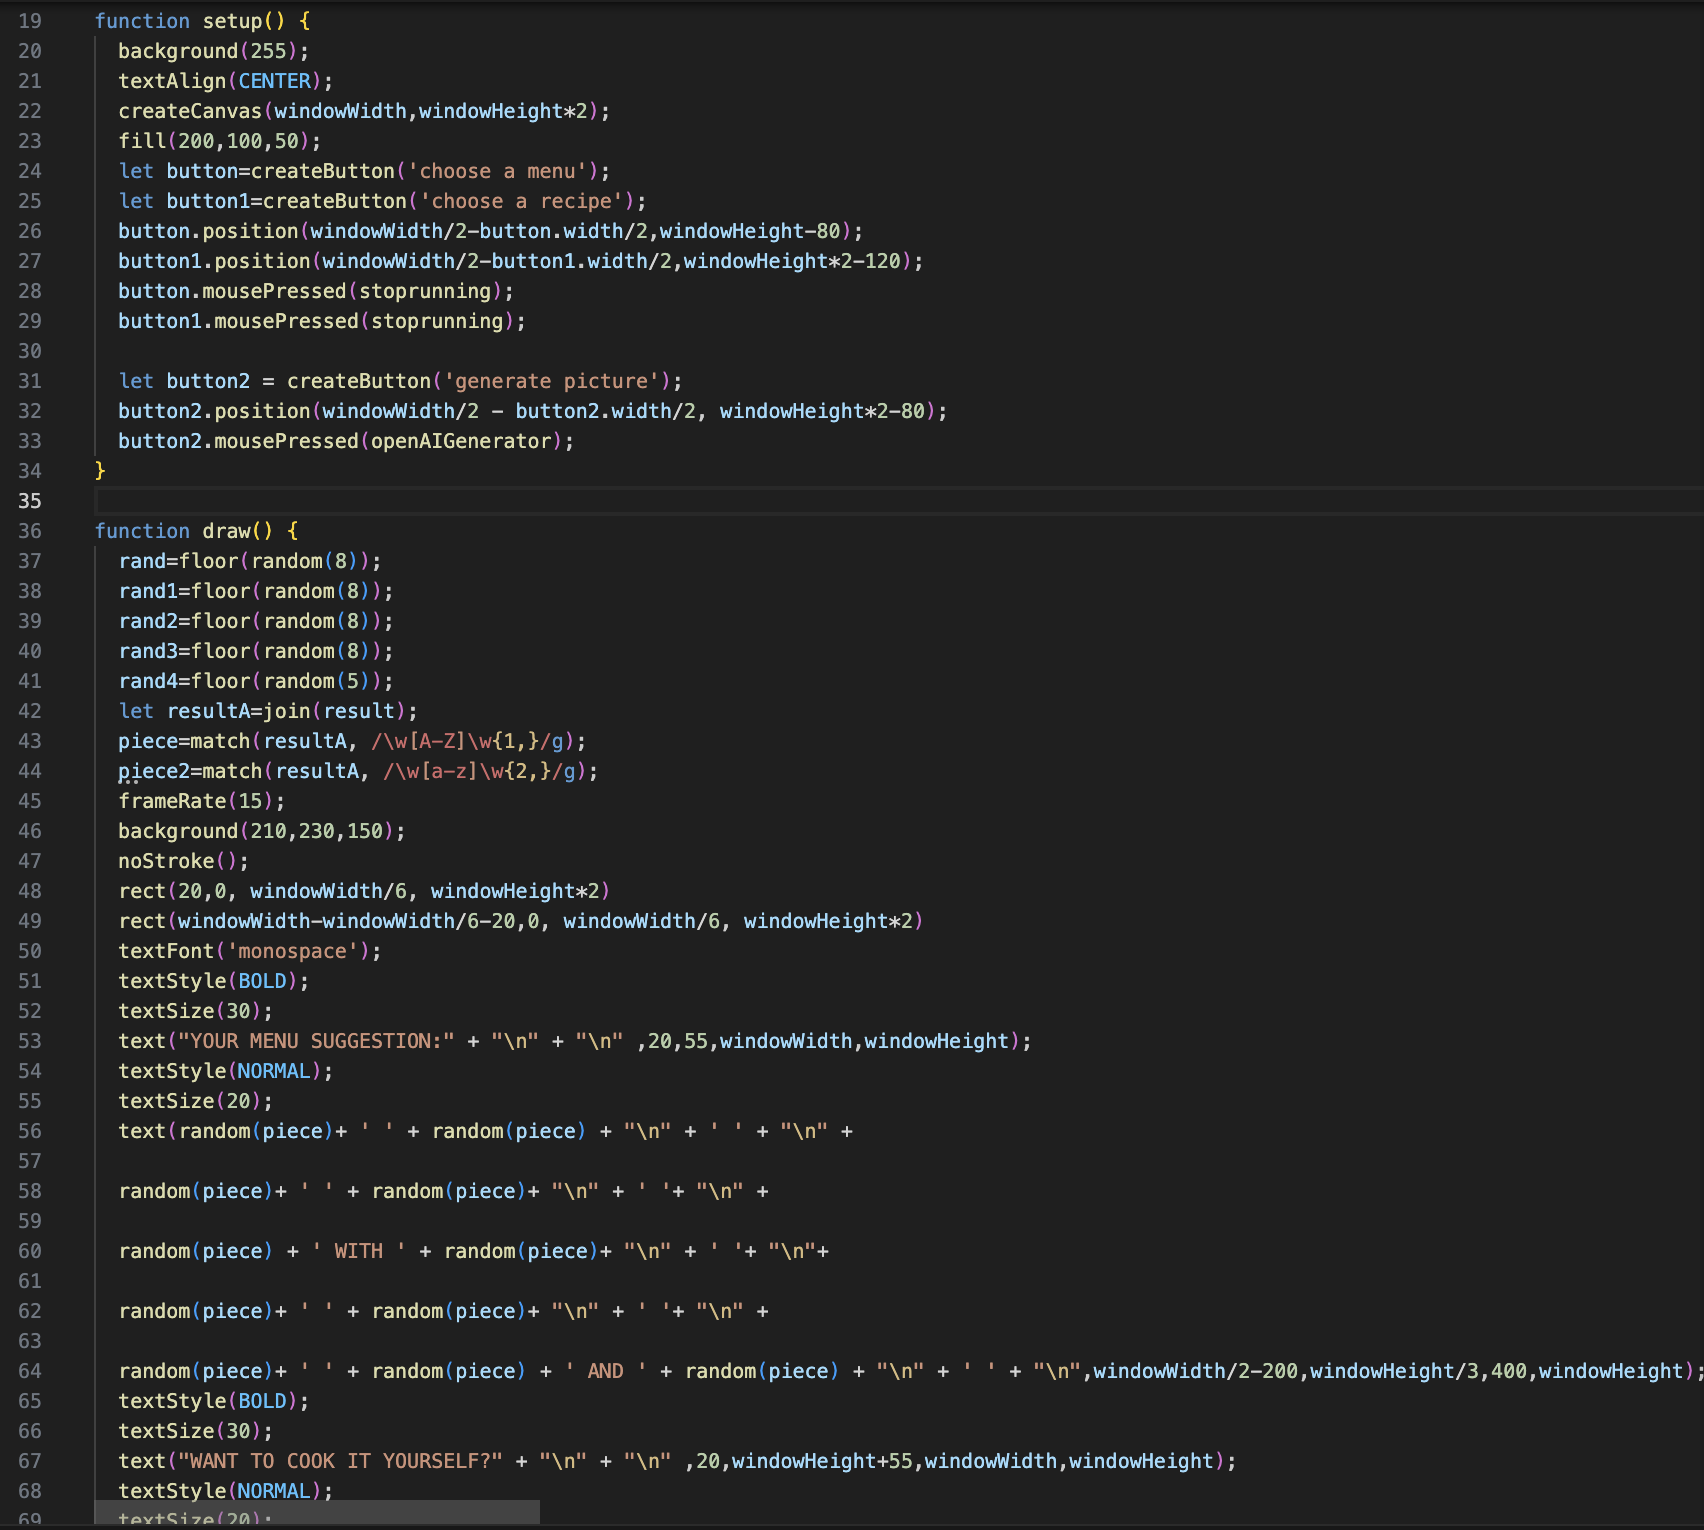 19 function setup() {
20   background(255);
21   textAlign(CENTER);
22   createCanvas(windowWidth,windowHeight*2);
23   fill(200,100,50);
24   let button=createButton('choose a menu');
25   let button1=createButton('choose a recipe');
26   button.position(windowWidth/2-button.width/2,windowHeight-80);
27   button1.position(windowWidth/2-button1.width/2,windowHeight*2-120);
28   button.mousePressed(stoprunning);
29   button1.mousePressed(stoprunning);
30
31   let button2 = createButton('generate picture');
32   button2.position(windowWidth/2 - button2.width/2, windowHeight*2-80);
33   button2.mousePressed(openAIGenerator);
34 }
35
36 function draw() {
37   rand=floor(random(8));
38   rand1=floor(random(8));
39   rand2=floor(random(8));
40   rand3=floor(random(8));
41   rand4=floor(random(5));
42   let resultA=join(result);
43   piece=match(resultA, /\w[A-Z]\w{1,}/g);
44   piece2=match(resultA, /\w[a-z]\w{2,}/g);
45   frameRate(15);
46   background(210,230,150);
47   noStroke();
48   rect(20,0, windowWidth/6, windowHeight*2)
49   rect(windowWidth-windowWidth/6-20,0, windowWidth/6, windowHeight*2)
50   textFont('monospace');
51   textStyle(BOLD);
52   textSize(30);
53   text("YOUR MENU SUGGESTION:" + "\n" + "\n" ,20,55,windowWidth,windowHeight);
54   textStyle(NORMAL);
55   textSize(20);
56   text(random(piece)+ ' ' + random(piece) + "\n" + ' ' + "\n" +
57
58   random(piece)+ ' ' + random(piece)+ "\n" + ' '+ "\n" +
59
60   random(piece) + ' WITH ' + random(piece)+ "\n" + ' '+ "\n"+
61
62   random(piece)+ ' ' + random(piece)+ "\n" + ' '+ "\n" +
63
64   random(piece)+ ' ' + random(piece) + ' AND ' + random(piece) + "\n" + ' ' + "\n",windowWidth/2-200,windowHeight/3,400,windowHeight);
65   textStyle(BOLD);
66   textSize(30);
67   text("WANT TO COOK IT YOURSELF?" + "\n" + "\n" ,20,windowHeight+55,windowWidth,windowHeight);
68   textStyle(NORMAL);
69   textSize(20);